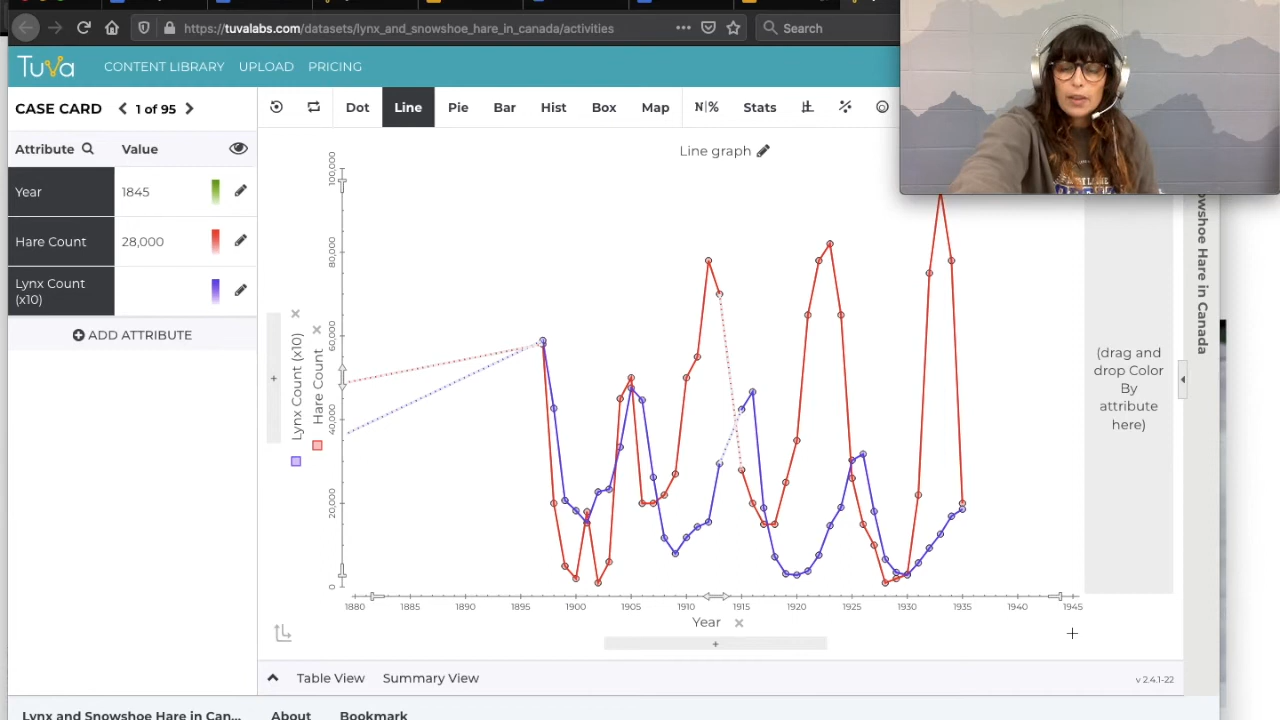 https://tuvalabs.com/datasets/lynx_and_snowshoe_hare_in_canada/activities
Search
Tuva
CONTENT LIBRARY
UPLOAD
PRICING
CASE CARD
1 of 95
Dot
Line
Pie
Bar
Hist
Box
Map
N|%
Stats
Attribute
Value
Year
1845
Hare Count
28,000
Lynx Count
(x10)
ADD ATTRIBUTE
Line graph
100,000
80,000
60,000
40,000
20,000
0
Lynx Count (x10)
Hare Count
1880
1885
1890
1895
1900
1905
1910
1915
1920
1925
1930
1935
1940
1945
Year
(drag and
drop Color
By
attribute
here)
owshoe Hare in Canada
Table View
Summary View
v 2.4.1-22
Lynx and Snowshoe Hare in Can...
About
Bookmark